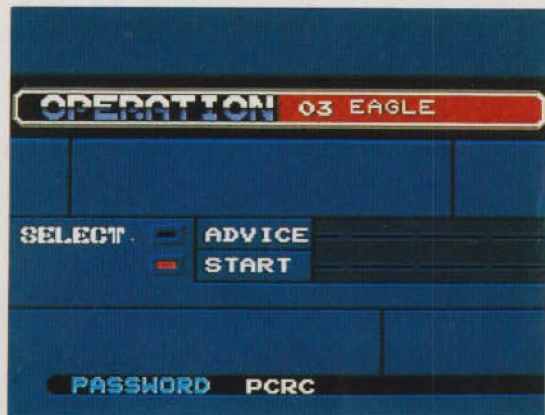 OPERATION 03 EAGLE
SELECT ADVICE
START
PASSWORD PCRC